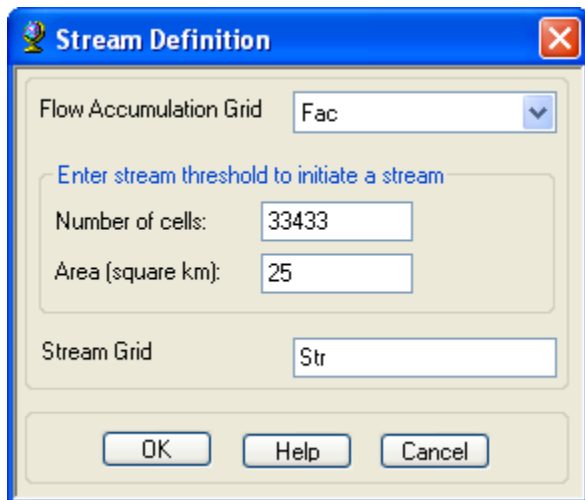 Stream Definition
Flow Accumulation Grid Fac
Enter stream threshold to initiate a stream
Number of cells: 33433
Area (square km): 25
Stream Grid Str
OK Help Cancel